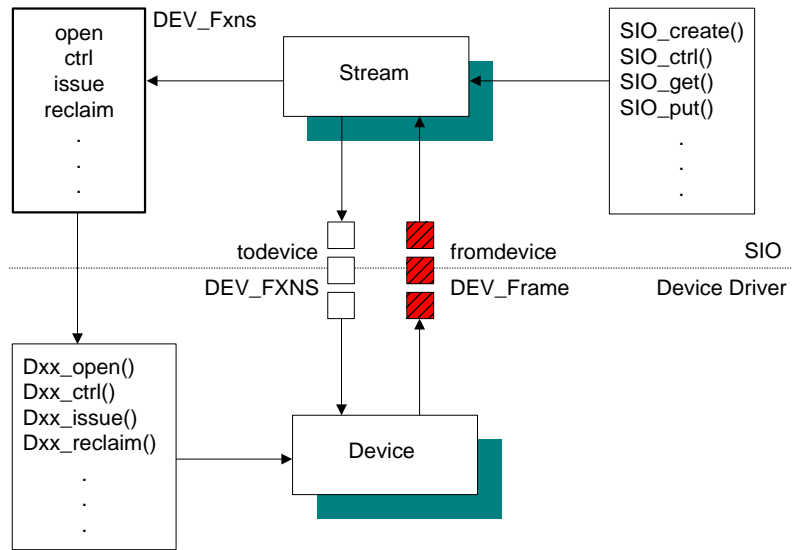 DEV_Fxns
open
ctrl
issue
reclaim
.
.
.
Stream
SIO_create()
SIO_ctrl()
SIO_get()
SIO_put()
.
.
.
todevice
fromdevice
SIO
DEV_FXNS
DEV_Frame
Device Driver
Dxx_open()
Dxx_ctrl()
Dxx_issue()
Dxx_reclaim()
.
.
.
Device